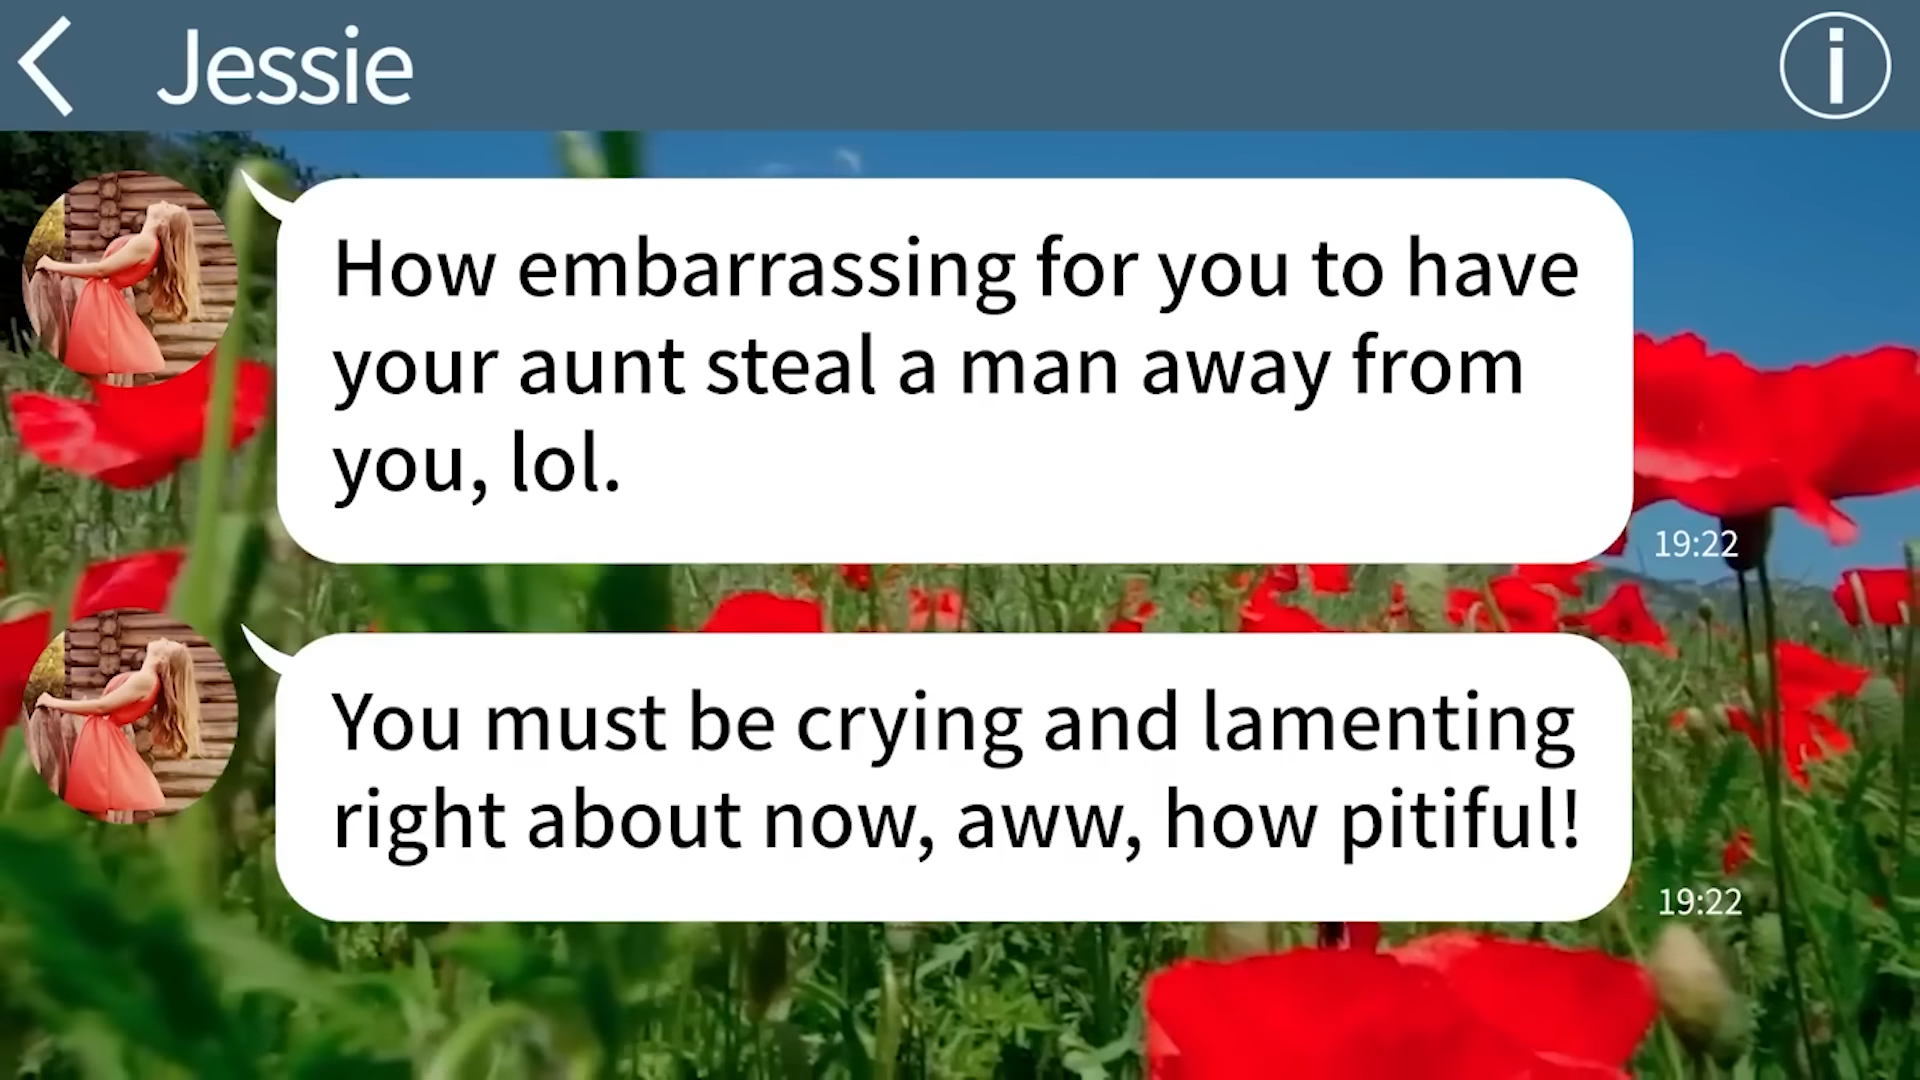 Jessie
How embarrassing for you to have
your aunt steal a man away from
you, lol.
19:22
You must be crying and lamenting
right about now, aww, how pitiful!
19:22